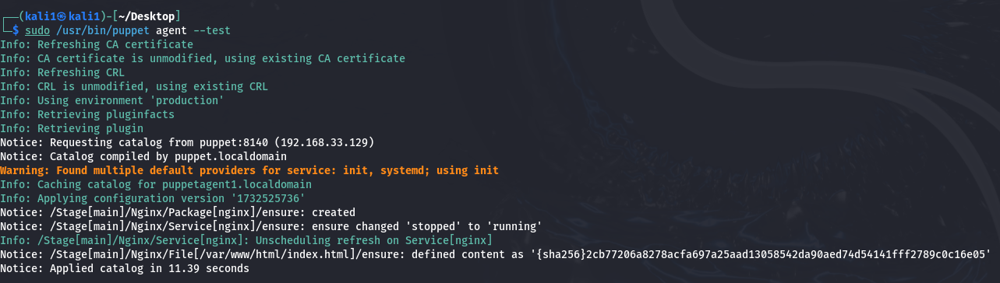 ┌──(kali1㉿kali1)-[~/Desktop]
└─$ sudo /usr/bin/puppet agent --test
Info: Refreshing CA certificate
Info: CA certificate is unmodified, using existing CA certificate
Info: Refreshing CRL
Info: CRL is unmodified, using existing CRL
Info: Using environment 'production'
Info: Retrieving pluginfacts
Info: Retrieving plugin
Notice: Requesting catalog from puppet:8140 (192.168.33.129)
Notice: Catalog compiled by puppet.localdomain
Warning: Found multiple default providers for service: init, systemd; using init
Info: Caching catalog for puppetagent1.localdomain
Info: Applying configuration version '1732525736'
Notice: /Stage[main]/Nginx/Package[nginx]/ensure: created
Notice: /Stage[main]/Nginx/Service[nginx]/ensure: ensure changed 'stopped' to 'running'
Info: /Stage[main]/Nginx/Service[nginx]: Unscheduling refresh on Service[nginx]
Notice: /Stage[main]/Nginx/File[/var/www/html/index.html]/ensure: defined content as '{sha256}2cb77206a8278acfa697a25aad13058542da90aed74d54141fff2789c0c16e05'
Notice: Applied catalog in 11.39 seconds